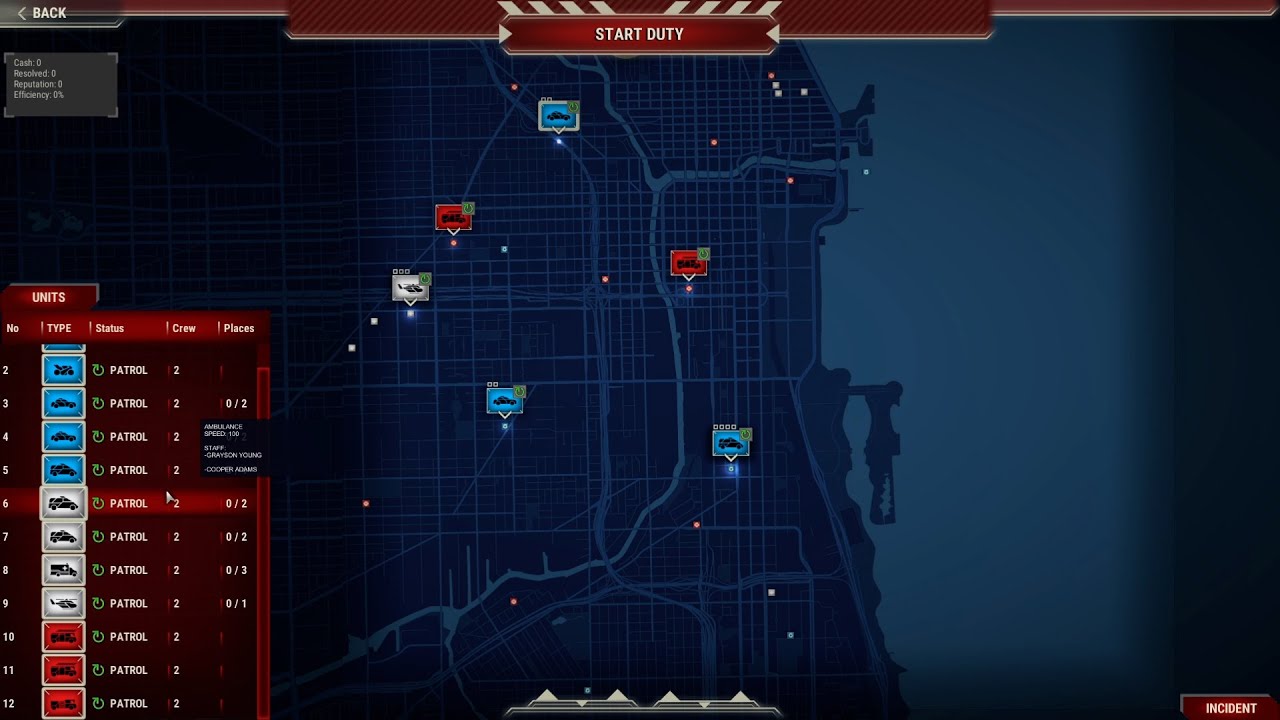 BACK
START DUTY
Cash: 0
Resolved: 0
Reputation: 0
Efficiency: 0%
UNITS
No TYPE Status Crew Places
2 PATROL 2
3 PATROL 2 0 / 2
4 PATROL 2
5 PATROL 2
6 PATROL 2 0 / 2
7 PATROL 2 0 / 2
8 PATROL 2 0 / 3
9 PATROL 2 0 / 1
10 PATROL 2
11 PATROL 2
12 PATROL 2
AMBULANCE
SPEED: 100
STAFF:
-GRAYSON YOUNG
-COOPER ADAMS
INCIDENT